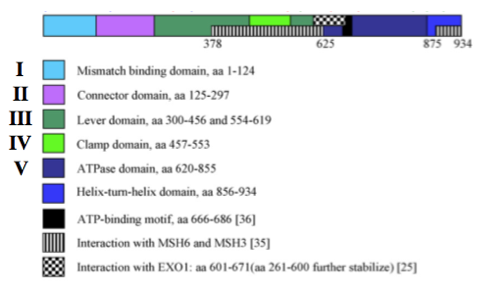 378 625 875 934
I Mismatch binding domain, aa 1-124
II Connector domain, aa 125-297
III Lever domain, aa 300-456 and 554-619
IV Clamp domain, aa 457-553
V ATPase domain, aa 620-855
Helix-turn-helix domain, aa 856-934
ATP-binding motif, aa 666-686 [36]
Interaction with MSH6 and MSH3 [35]
Interaction with EXO1: aa 601-671(aa 261-600 further stabilize) [25]